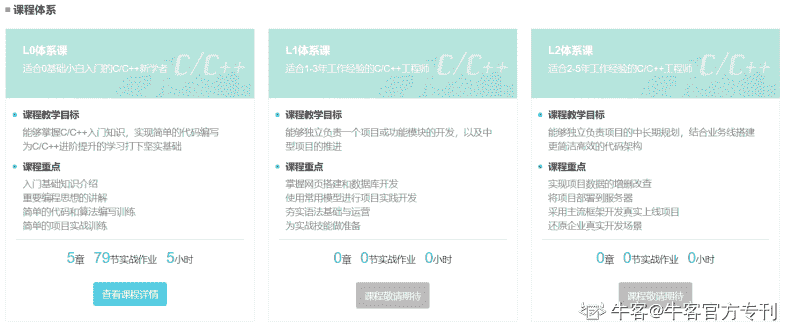 课程体系
L0体系课
适合0基础小白入门的C/C++新学者
C/C++
课程教学目标
能够掌握C/C++入门知识，实现简单的代码编写
为C/C++进阶提升的学习打下坚实基础
课程重点
入门基础知识介绍
重要编程思想的讲解
简单的代码和算法编写训练
简单的项目实战训练
5章 79节实战作业 5小时
查看课程详情
L1体系课
适合1-3年工作经验的C/C++工程师
C/C++
课程教学目标
能够独立负责一个项目或功能模块的开发，以及中
型项目的推进
课程重点
掌握网页搭建和数据库开发
使用常用模型进行项目实践开发
夯实语法基础与运营
为实战技能做准备
0章 0节实战作业 0小时
课程敬请期待
L2体系课
适合2-5年工作经验的C/C++工程师
C/C++
课程教学目标
能够独立负责项目的中长期规划，结合业务线搭建
更简洁高效的代码架构
课程重点
实现项目数据的增删改查
将项目部署到服务器
采用主流框架开发真实上线项目
还原企业真实开发场景
0章 0节实战作业 0小时
课程敬请期待
牛客@牛客官方专刊